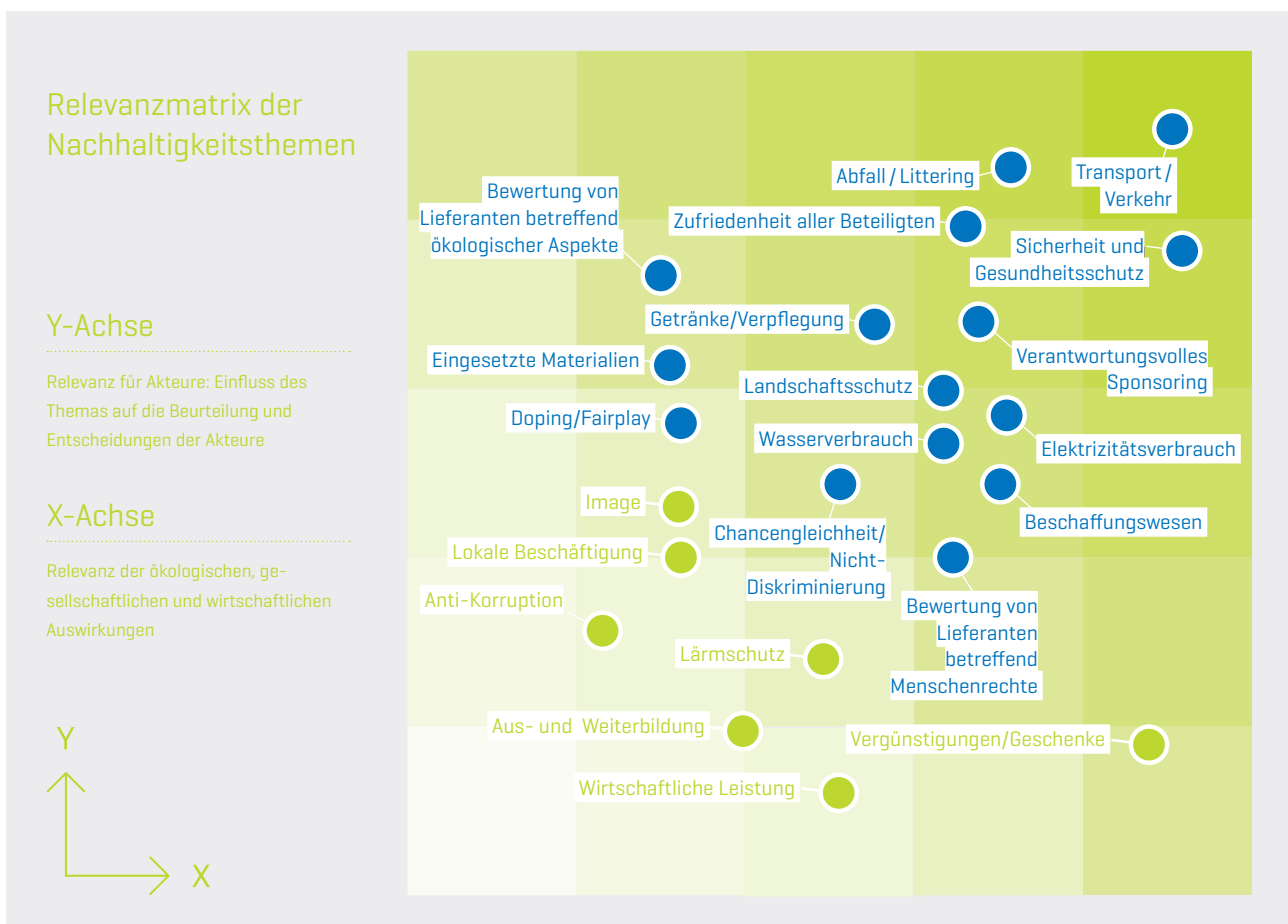 Relevanzmatrix der
Nachhaltigkeitsthemen
Y-Achse
Relevanz für Akteure: Einfluss des
Themas auf die Beurteilung und
Entscheidungen der Akteure
X-Achse
Relevanz der ökologischen, ge-
sellschaftlichen und wirtschaftlichen
Auswirkungen
Y
X
Abfall / Littering
Transport /
Verkehr
Bewertung von
Lieferanten betreffend
ökologischer Aspekte
Zufriedenheit aller Beteiligten
Sicherheit und
Gesundheitsschutz
Getränke/Verpflegung
Verantwortungsvolles
Sponsoring
Eingesetzte Materialien
Landschaftsschutz
Doping/Fairplay
Wasserverbrauch
Elektrizitätsverbrauch
Image
Chancengleichheit/
Nicht-
Diskriminierung
Beschaffungswesen
Lokale Beschäftigung
Anti-Korruption
Bewertung von
Lieferanten
betreffend
Menschenrechte
Lärmschutz
Aus- und Weiterbildung
Vergünstigungen/Geschenke
Wirtschaftliche Leistung